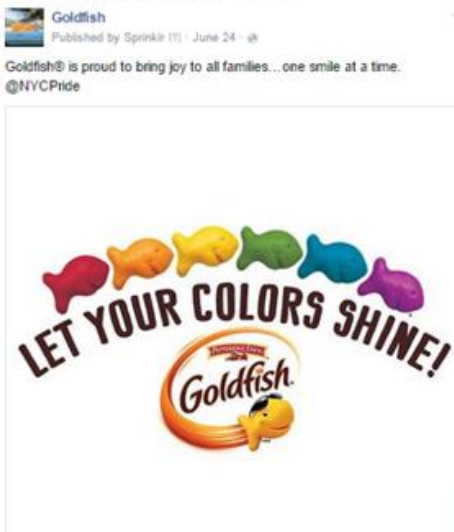 Goldfish
Published by Sprinklr [?] · June 24 ·
Goldfish® is proud to bring joy to all families...one smile at a time.
@NYCPride
LET YOUR COLORS SHINE!
PEPPERIDGE FARM
Goldfish